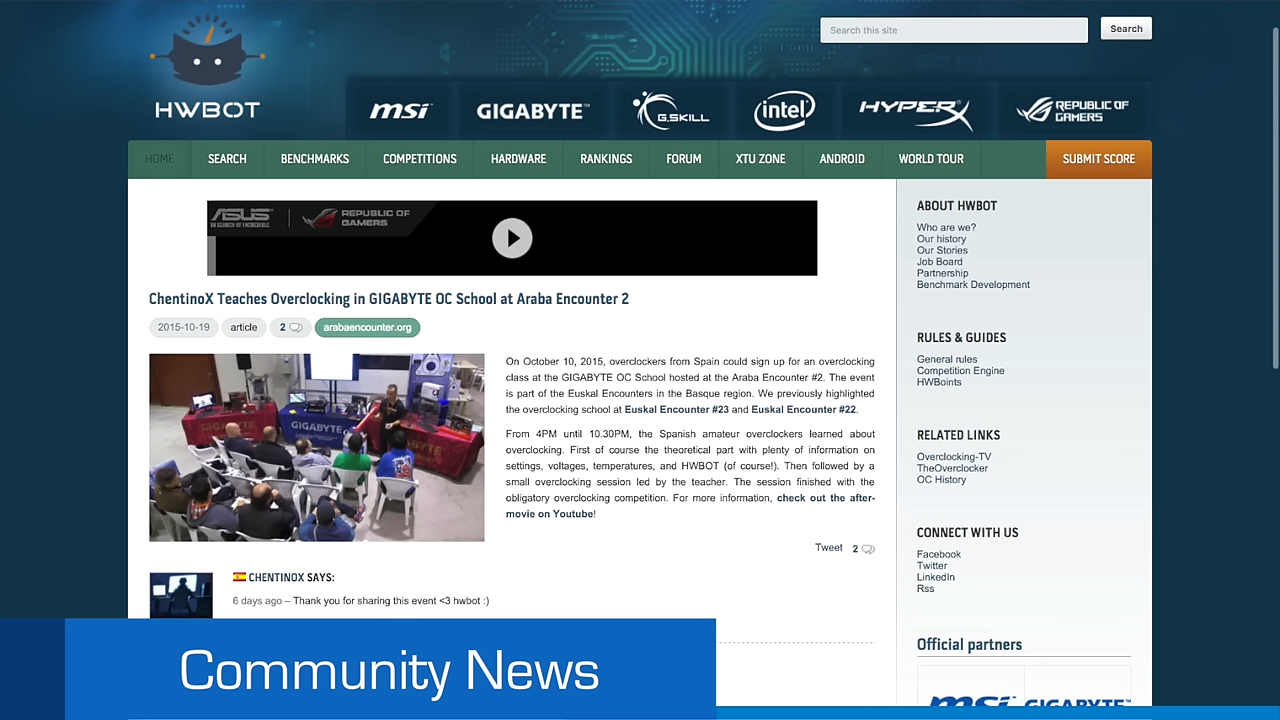 Search this site
Search
HWBOT
msi
GIGABYTE™
G.SKILL
intel
HYPERX
REPUBLIC OF
GAMERS
HOME
SEARCH
BENCHMARKS
COMPETITIONS
HARDWARE
RANKINGS
FORUM
XTU ZONE
ANDROID
WORLD TOUR
SUBMIT SCORE
ASUS
IN SEARCH OF INCREDIBLE
REPUBLIC OF
GAMERS
ChentinoX Teaches Overclocking in GIGABYTE OC School at Araba Encounter 2
2015-10-19
article
2
arabaencounter.org
GIGABYTE
GIGABYTE
GIGABYTE
On October 10, 2015, overclockers from Spain could sign up for an overclocking
class at the GIGABYTE OC School hosted at the Araba Encounter #2. The event
is part of the Euskal Encounters in the Basque region. We previously highlighted
the overclocking school at Euskal Encounter #23 and Euskal Encounter #22.
From 4PM until 10.30PM, the Spanish amateur overclockers learned about
overclocking. First of course the theoretical part with plenty of information on
settings, voltages, temperatures, and HWBOT (of course!). Then followed by a
small overclocking session led by the teacher. The session finished with the
obligatory overclocking competition. For more information, check out the after-
movie on Youtube!
Tweet 2
CHENTINOX SAYS:
6 days ago – Thank you for sharing this event <3 hwbot :)
ABOUT HWBOT
Who are we?
Our history
Our Stories
Job Board
Partnership
Benchmark Development
RULES & GUIDES
General rules
Competition Engine
HWBoints
RELATED LINKS
Overclocking-TV
TheOverclocker
OC History
CONNECT WITH US
Facebook
Twitter
LinkedIn
Rss
Official partners
msi
GIGABYTE™
Community News